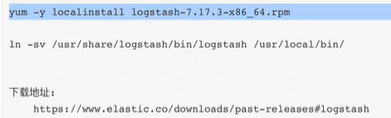 yum -y localinstall logstash-7.17.3-x86_64.rpm
ln -sv /usr/share/logstash/bin/logstash /usr/local/bin/
下载地址：
https://www.elastic.co/downloads/past-releases#logstash